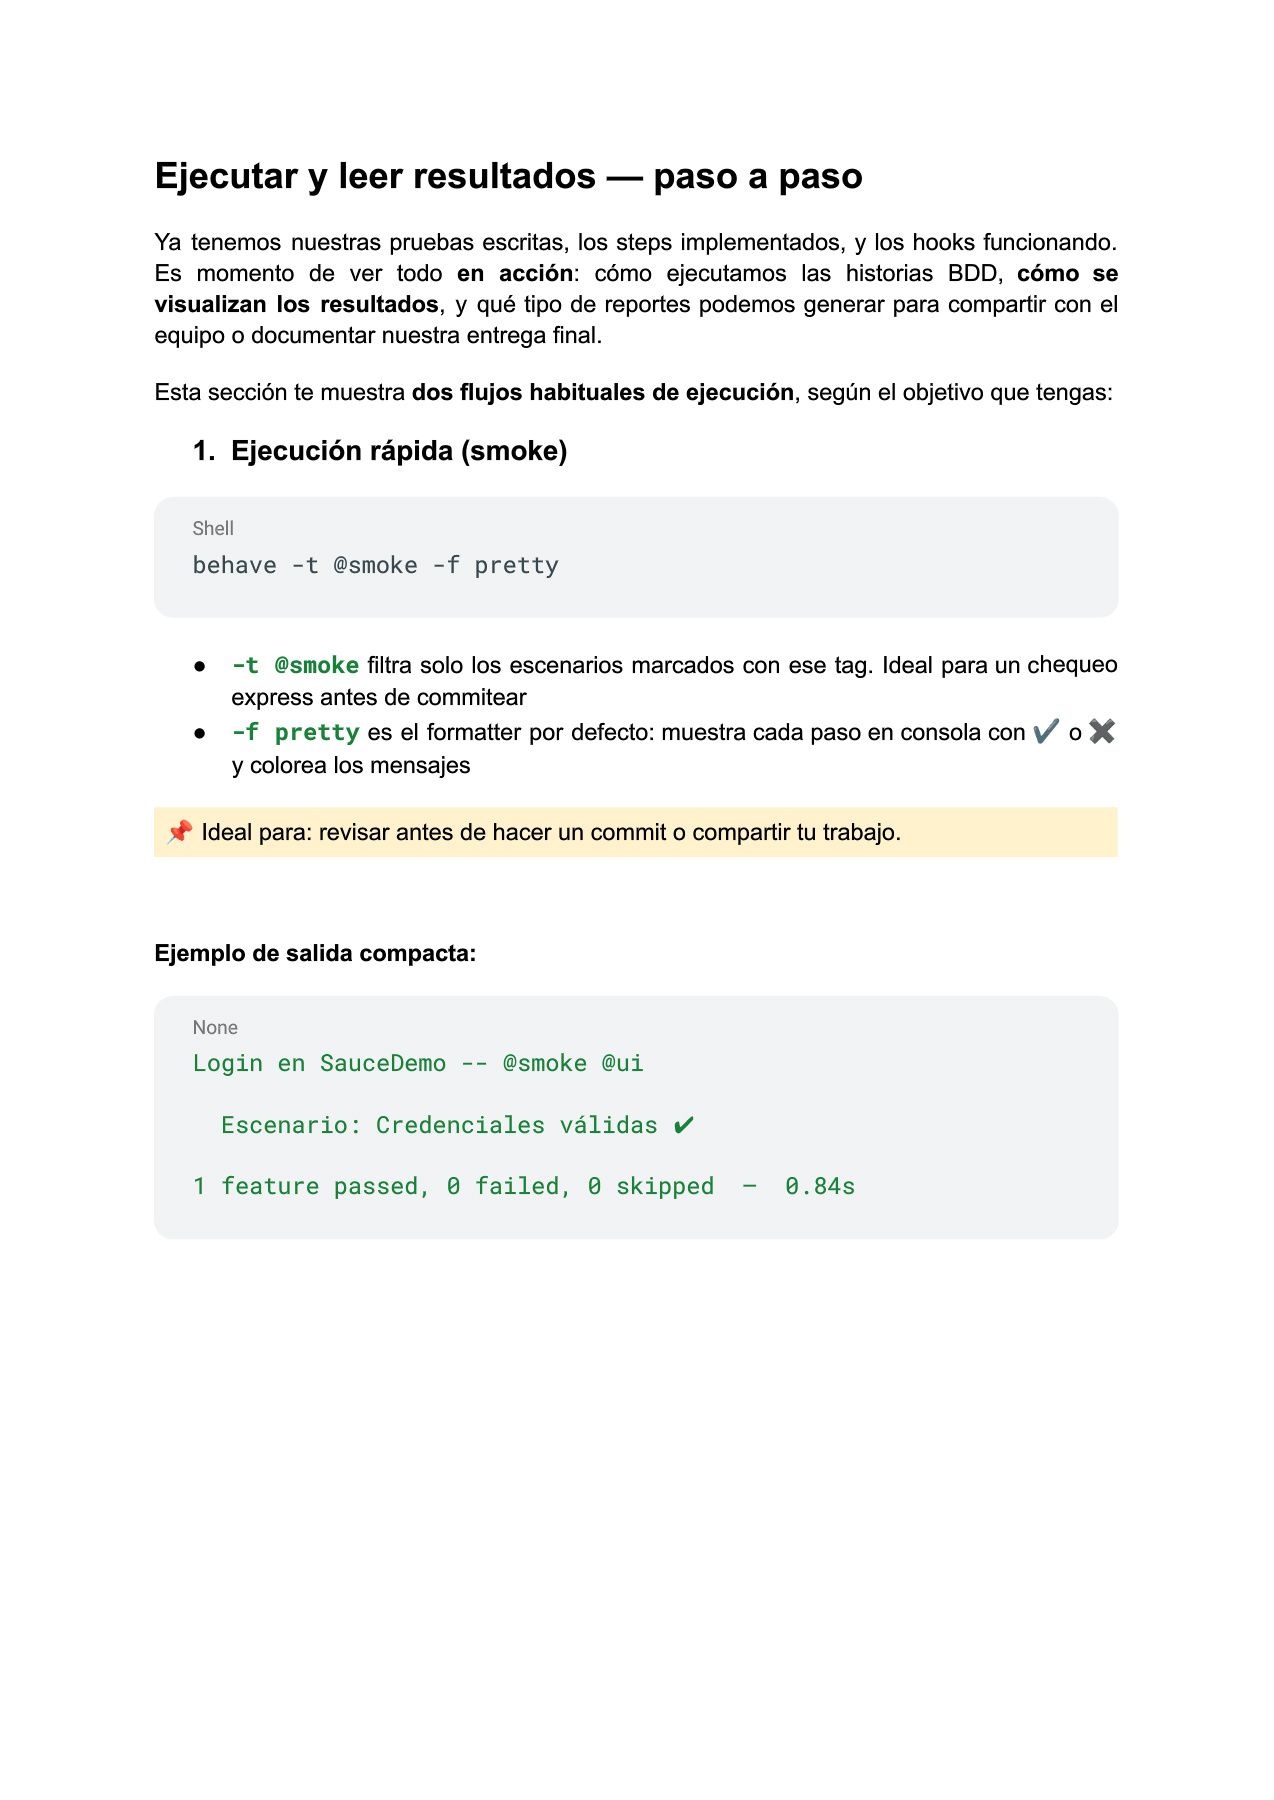 Ejecutar y leer resultados — paso a paso
Ya tenemos nuestras pruebas escritas, los steps implementados, y los hooks funcionando.
Es momento de ver todo en acción: cómo ejecutamos las historias BDD, cómo se
visualizan los resultados, y qué tipo de reportes podemos generar para compartir con el
equipo o documentar nuestra entrega final.
Esta sección te muestra dos flujos habituales de ejecución, según el objetivo que tengas:
1. Ejecución rápida (smoke)
Shell
behave -t @smoke -f pretty
● -t @smoke filtra solo los escenarios marcados con ese tag. Ideal para un chequeo
express antes de commitear
● -f pretty es el formatter por defecto: muestra cada paso en consola con ✔️ o ✖️
y colorea los mensajes
📌 Ideal para: revisar antes de hacer un commit o compartir tu trabajo.
Ejemplo de salida compacta:
None
Login en SauceDemo -- @smoke @ui
Escenario: Credenciales válidas ✔
1 feature passed, 0 failed, 0 skipped – 0.84s